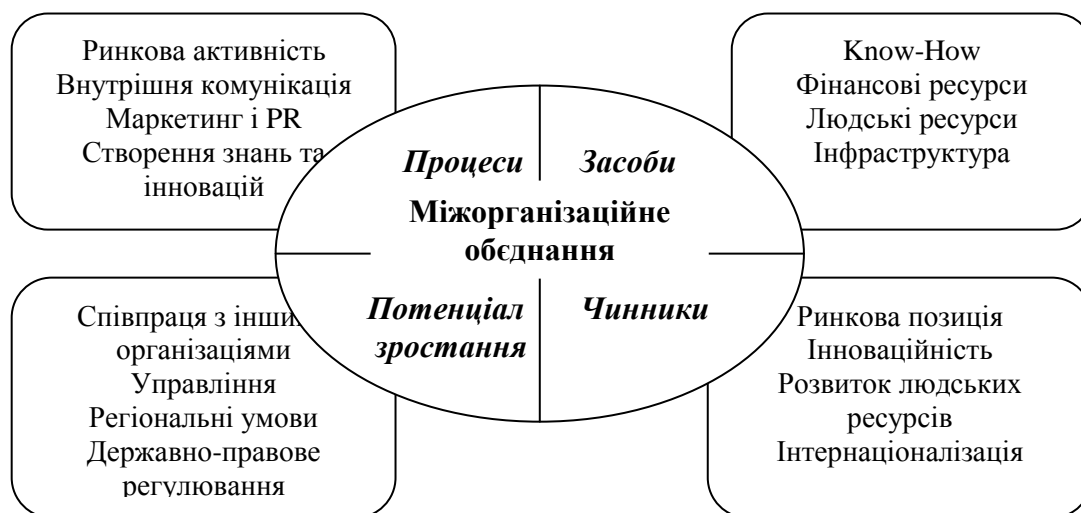 Ринкова активність
Внутрішня комунікація
Маркетинг і PR
Створення знань та
інновацій
Know-How
Фінансові ресурси
Людські ресурси
Інфраструктура
Процеси
Засоби
Міжорганізаційне
обєднання
Потенціал
зростання
Чинники
Співпраця з інши
організаціями
Управління
Регіональні умови
Державно-правове
регулювання
Ринкова позиція
Інноваційність
Розвиток людських
ресурсів
Інтернаціоналізація